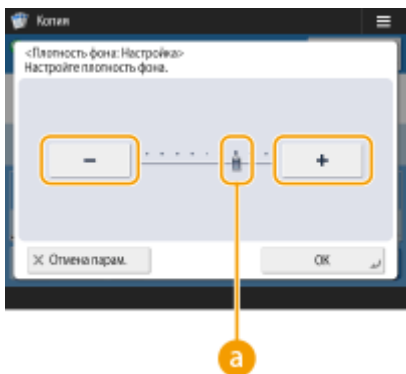 Копия
<Плотность фона: Настройка>
Настройте плотность фона.
−
+
× Отмена парам.
OK
a